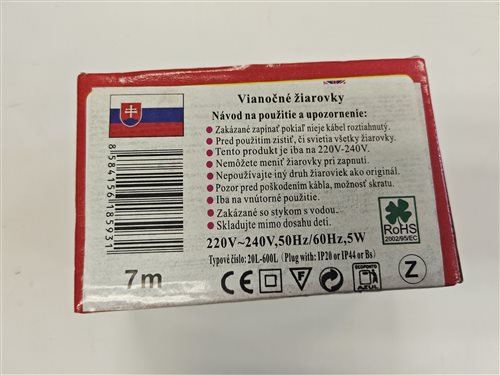 Vianočné žiarovky
Návod na použitie a upozornenie:
Zakázané zapínať pokiaľ nieje kábel roztiahnutý.
Pred použitím zistiť, či svietia všetky žiarovky.
Tento produkt je iba na 220V-240V.
Nemôžete meniť žiarovky pri zapnutí.
Nepoužívajte iný druh žiaroviek ako originál.
Pozor pred poškodením kábla, možnosť skratu.
Iba na vnútorné použitie.
Zakázané so stykom s vodou.
Skladujte mimo dosahu detí.
220V~240V,50Hz/60Hz,5W
Typové číslo: 20L-600L (Plug with: IP20 or IP44 or Bs)
8584156185931
7m
CE
F
ECOPONTO
AZUL
Z
RoHS
2002/95/EC